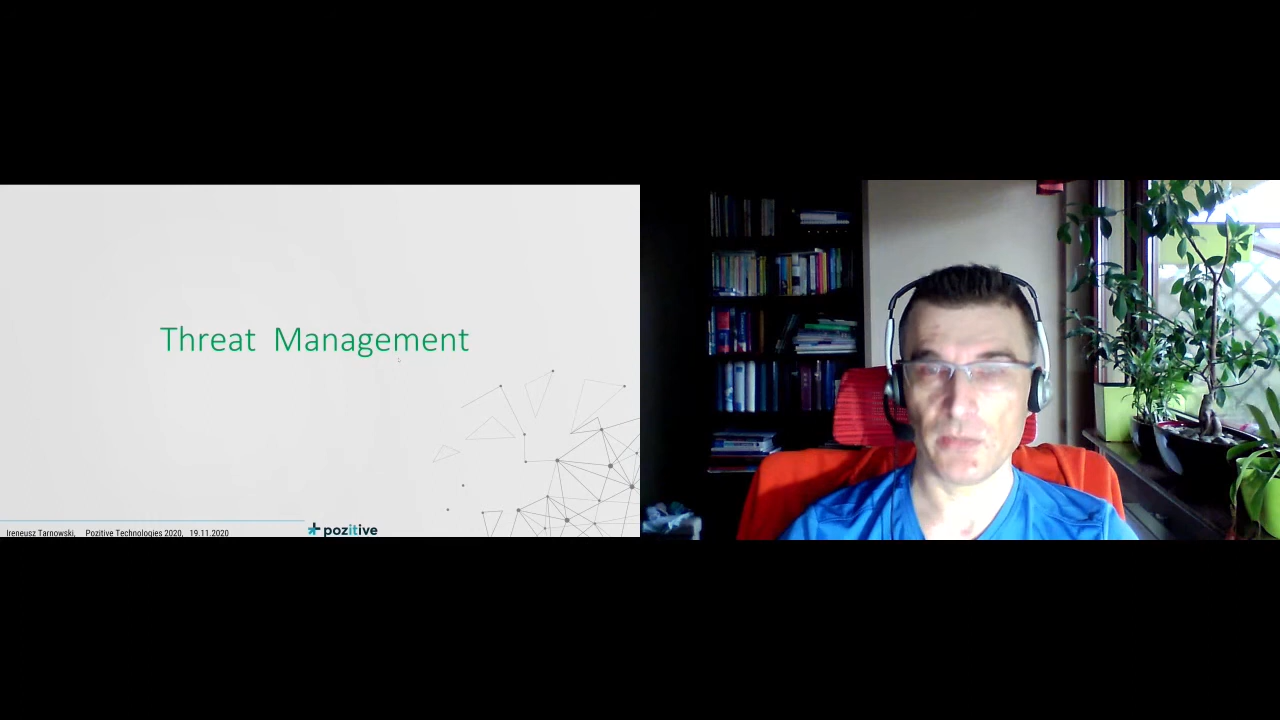 Threat Management
Ireneusz Tarnowski, Pozitive Technologies 2020, 19.11.2020
pozitive